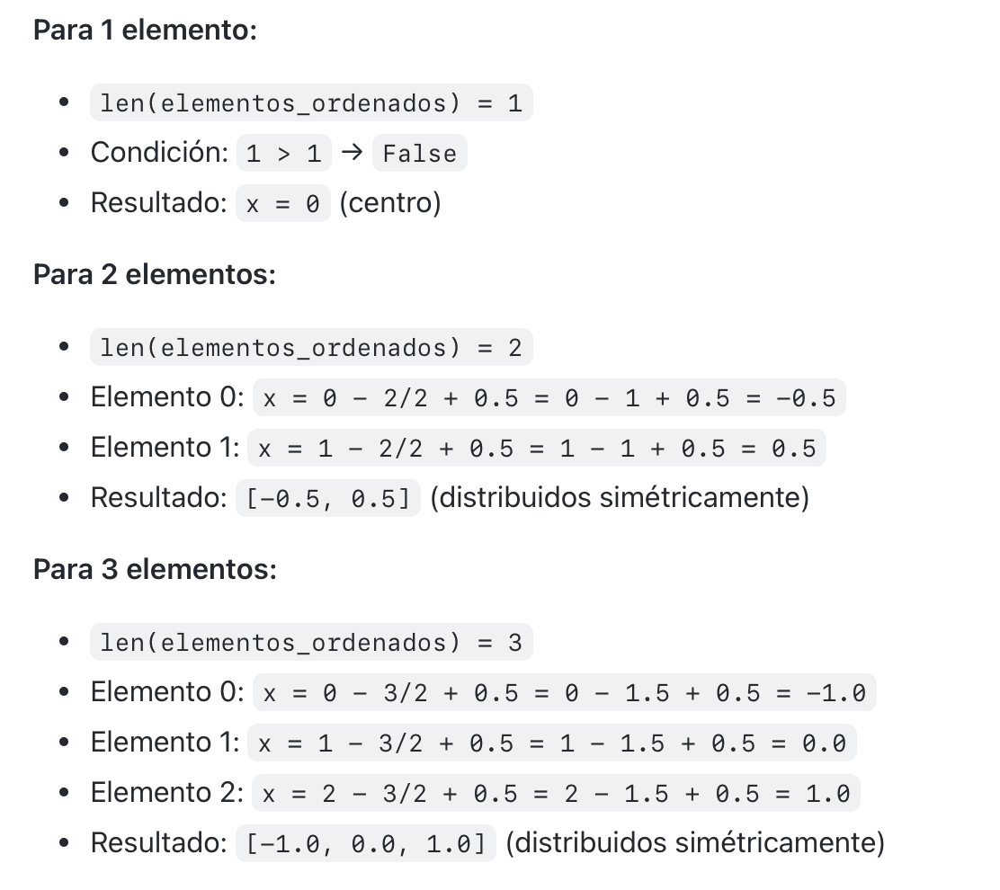 Para 1 elemento:
• len(elementos_ordenados) = 1
• Condición: 1 > 1 → False
• Resultado: x = 0 (centro)
Para 2 elementos:
• len(elementos_ordenados) = 2
• Elemento 0: x = 0 - 2/2 + 0.5 = 0 - 1 + 0.5 = -0.5
• Elemento 1: x = 1 - 2/2 + 0.5 = 1 - 1 + 0.5 = 0.5
• Resultado: [-0.5, 0.5] (distribuidos simétricamente)
Para 3 elementos:
• len(elementos_ordenados) = 3
• Elemento 0: x = 0 - 3/2 + 0.5 = 0 - 1.5 + 0.5 = -1.0
• Elemento 1: x = 1 - 3/2 + 0.5 = 1 - 1.5 + 0.5 = 0.0
• Elemento 2: x = 2 - 3/2 + 0.5 = 2 - 1.5 + 0.5 = 1.0
• Resultado: [-1.0, 0.0, 1.0] (distribuidos simétricamente)